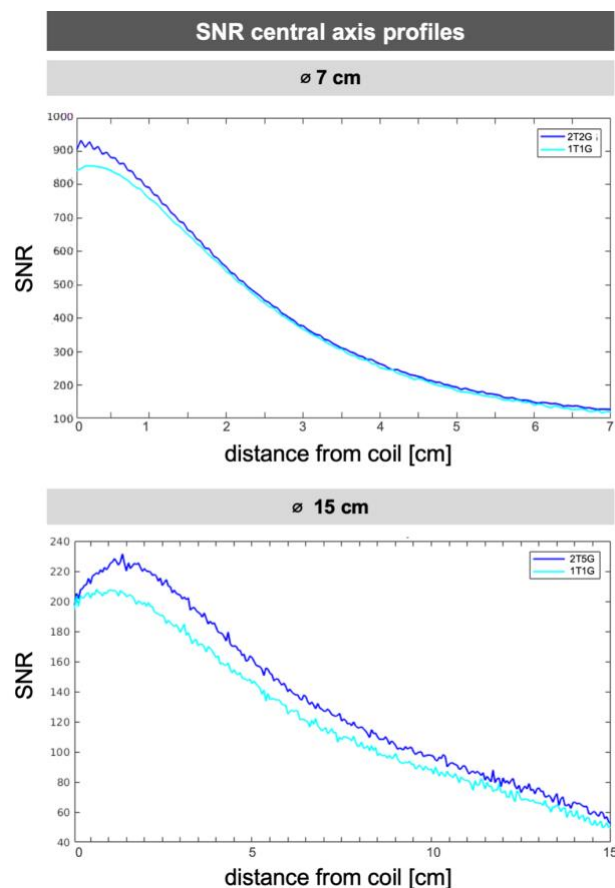 SNR central axis profiles
⌀ 7 cm
1000
900
800
700
600
500
400
300
200
100
SNR
2T2G
1T1G
0 1 2 3 4 5 6 7
distance from coil [cm]
⌀ 15 cm
240
220
200
180
160
140
120
100
80
60
40
SNR
2T5G
1T1G
0 5 10 15
distance from coil [cm]